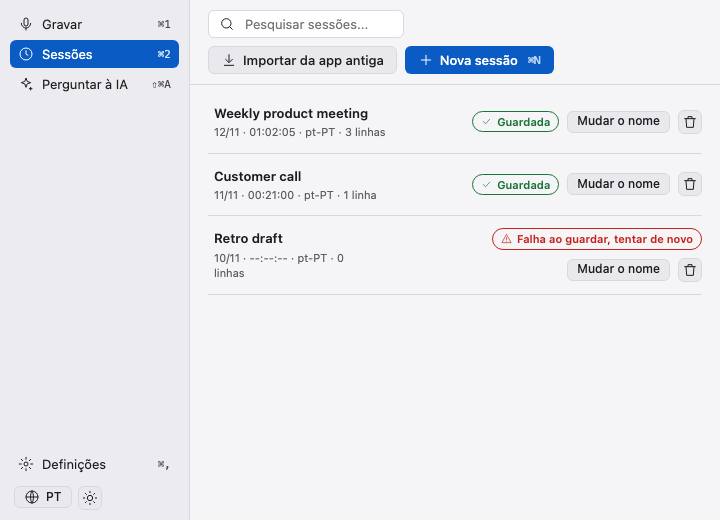 Gravar ⌘1
Sessões ⌘2
Perguntar à IA ⇧⌘A
Definições ⌘,
PT
Pesquisar sessões...
Importar da app antiga
Nova sessão ⌘N
Weekly product meeting
12/11 · 01:02:05 · pt-PT · 3 linhas
Guardada
Mudar o nome
Customer call
11/11 · 00:21:00 · pt-PT · 1 linha
Guardada
Mudar o nome
Retro draft
10/11 · --:--:-- · pt-PT · 0
linhas
Falha ao guardar, tentar de novo
Mudar o nome